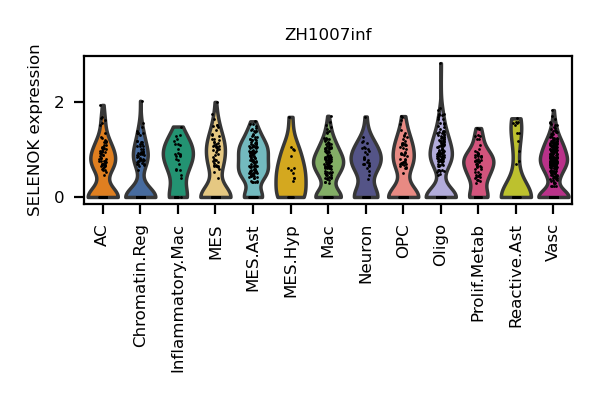 ZH1007inf
SELENOK expression
2
0
AC
Chromatin.Reg
Inflammatory.Mac
MES
MES.Ast
MES.Hyp
Mac
Neuron
OPC
Oligo
Prolif.Metab
Reactive.Ast
Vasc